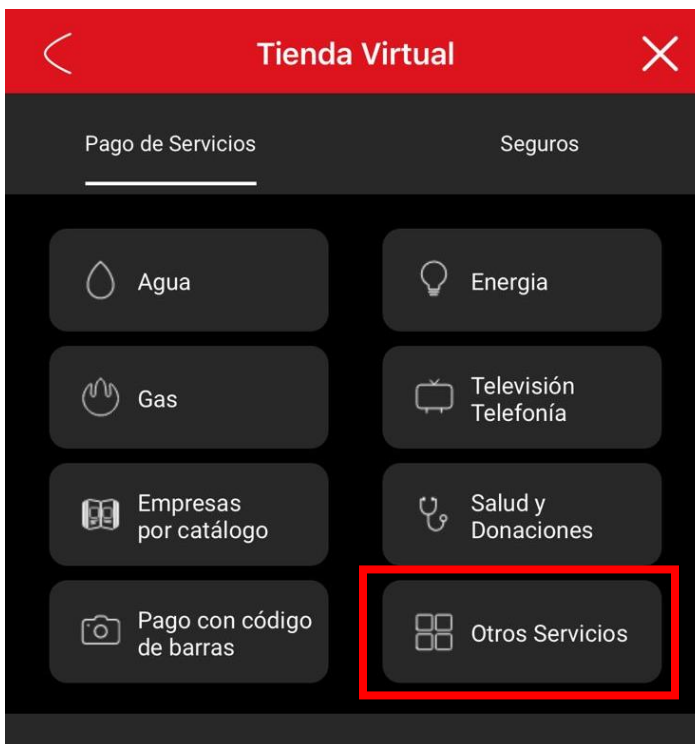 Tienda Virtual
Pago de Servicios
Seguros
Agua
Energia
Gas
Televisión
Telefonía
Empresas
por catálogo
Salud y
Donaciones
Pago con código
de barras
Otros Servicios